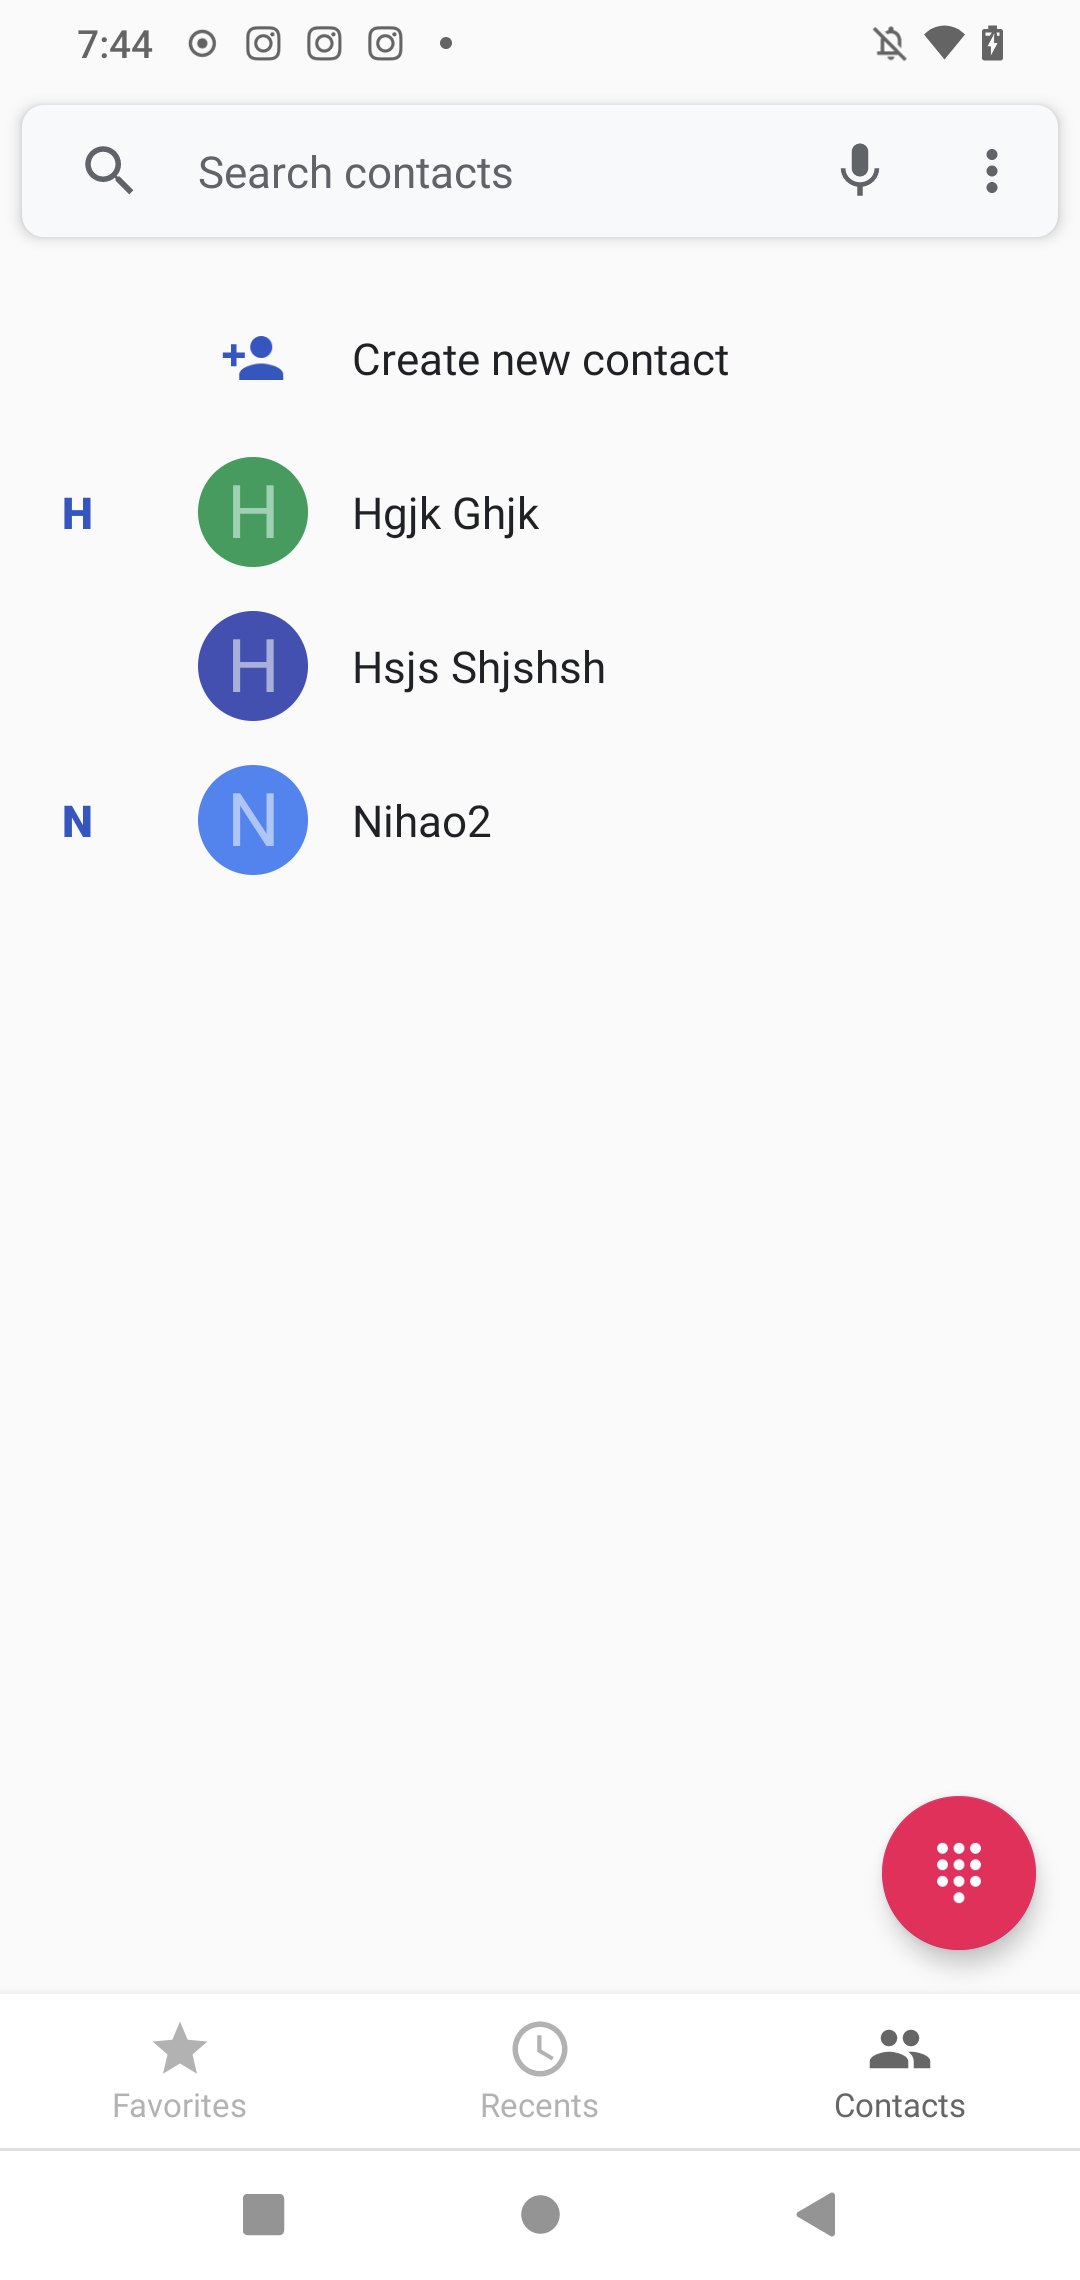 7:44
Search contacts
Create new contact
H
H
Hgjk Ghjk
H
Hsjs Shjshsh
N
N
Nihao2
Favorites
Recents
Contacts